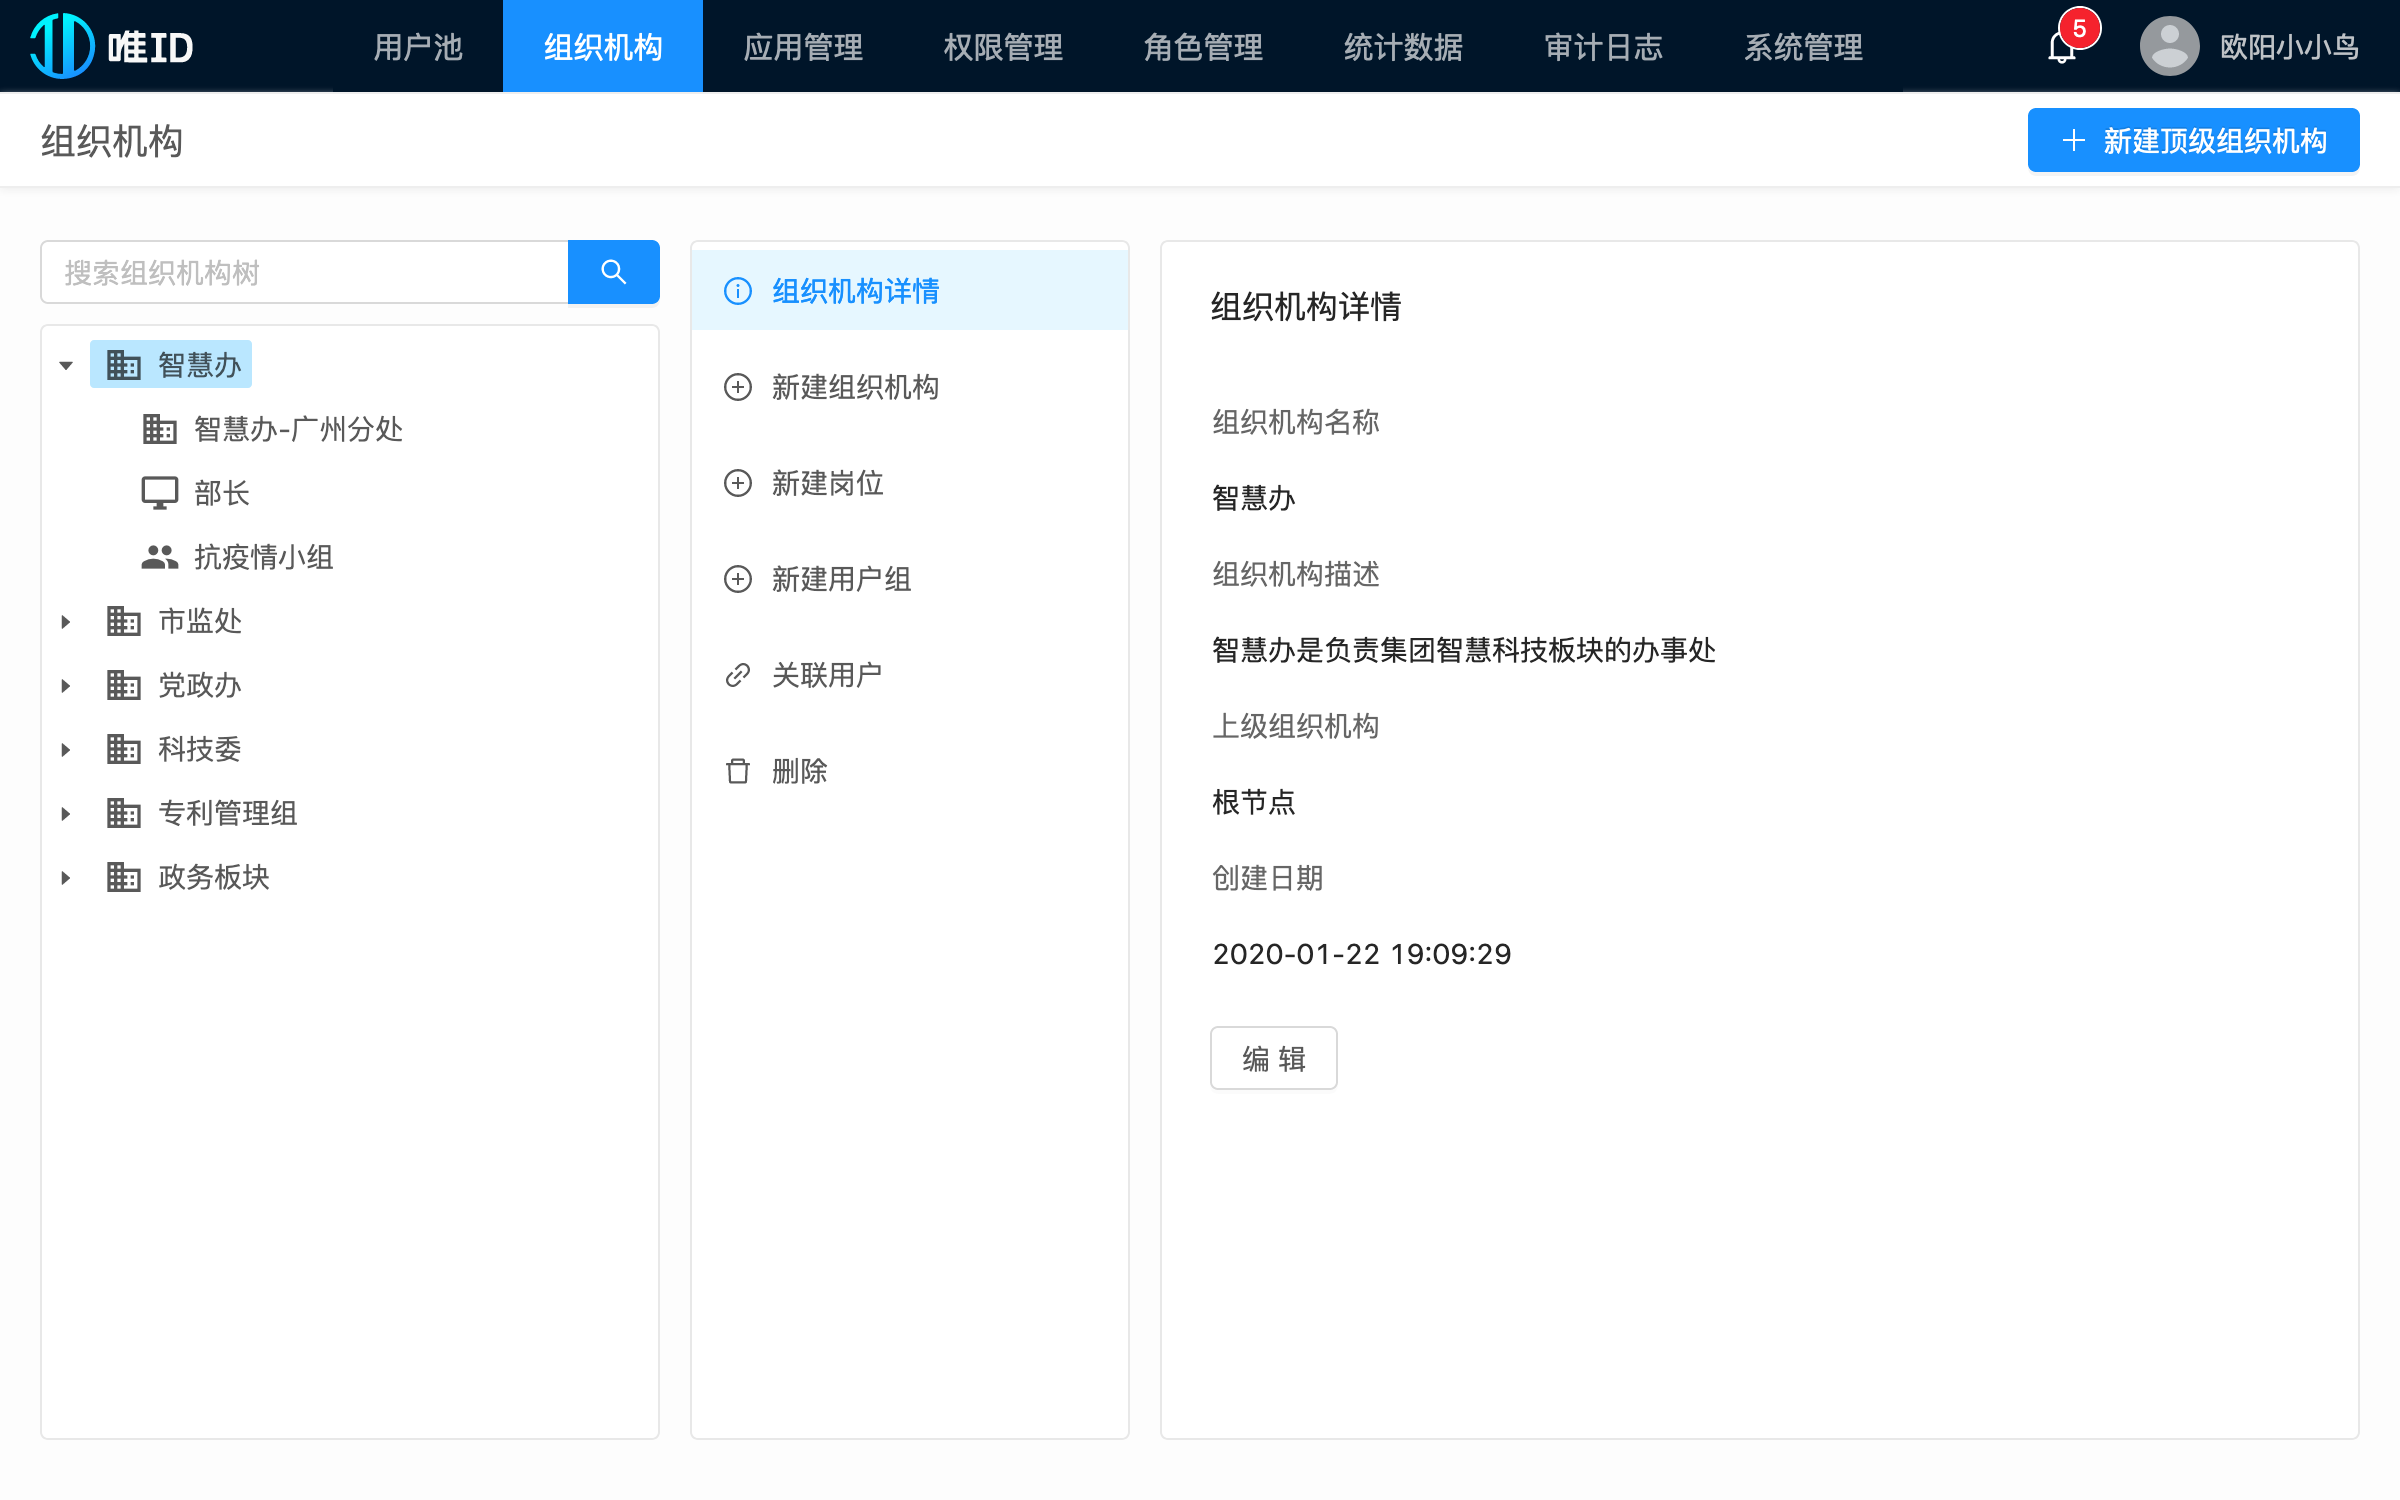 唯ID
用户池
组织机构
应用管理
权限管理
角色管理
统计数据
审计日志
系统管理
5
欧阳小小鸟
组织机构
新建顶级组织机构
搜索组织机构树
智慧办
智慧办-广州分处
部长
抗疫情小组
市监处
党政办
科技委
专利管理组
政务板块
组织机构详情
新建组织机构
新建岗位
新建用户组
关联用户
删除
组织机构详情
组织机构名称
智慧办
组织机构描述
智慧办是负责集团智慧科技板块的办事处
上级组织机构
根节点
创建日期
2020-01-22 19:09:29
编 辑